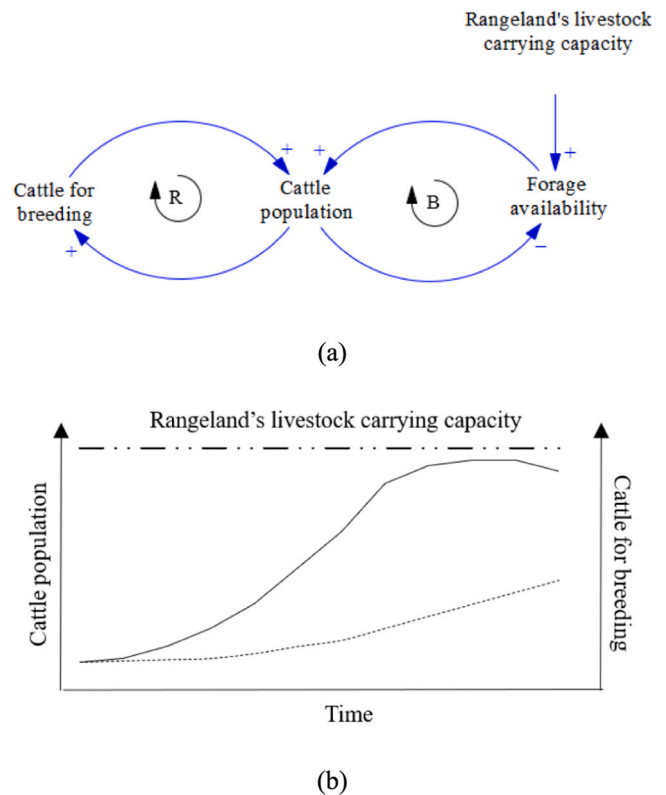 Rangeland's livestock
carrying capacity
+
+
+
Cattle for
breeding
R
Cattle
population
B
Forage
availability
+
−
(a)
Rangeland's livestock carrying capacity
Cattle population
Cattle for breeding
Time
(b)